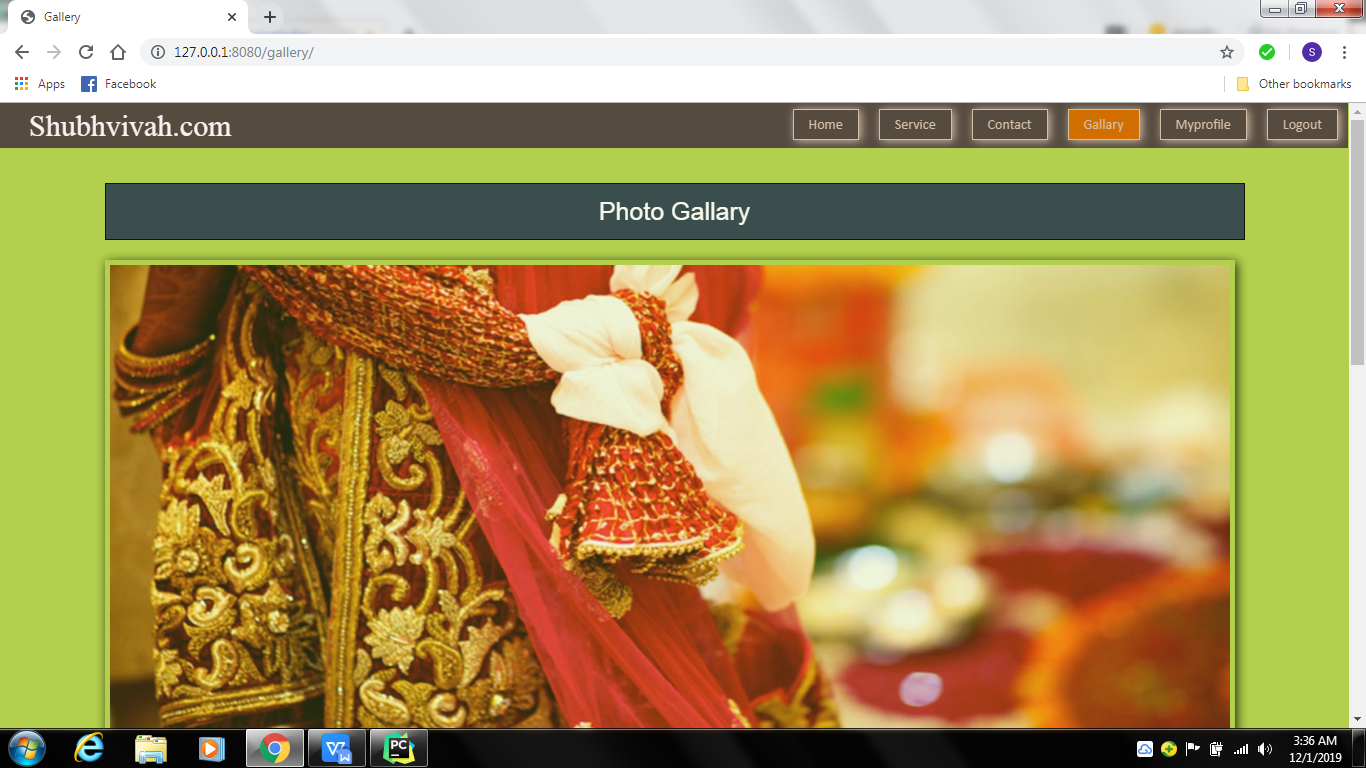 Gallery
127.0.0.1:8080/gallery/
S
Apps Facebook Other bookmarks
Shubhvivah.com Home Service Contact Gallary Myprofile Logout
Photo Gallary
PC
3:36 AM
12/1/2019